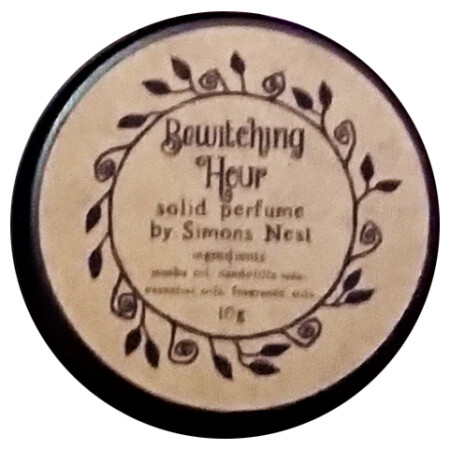 Bewitching
Hour
solid perfume
by Simons Nest
ingredients
jojoba oil, candelilla wax,
essential oils, fragrance oils
10g